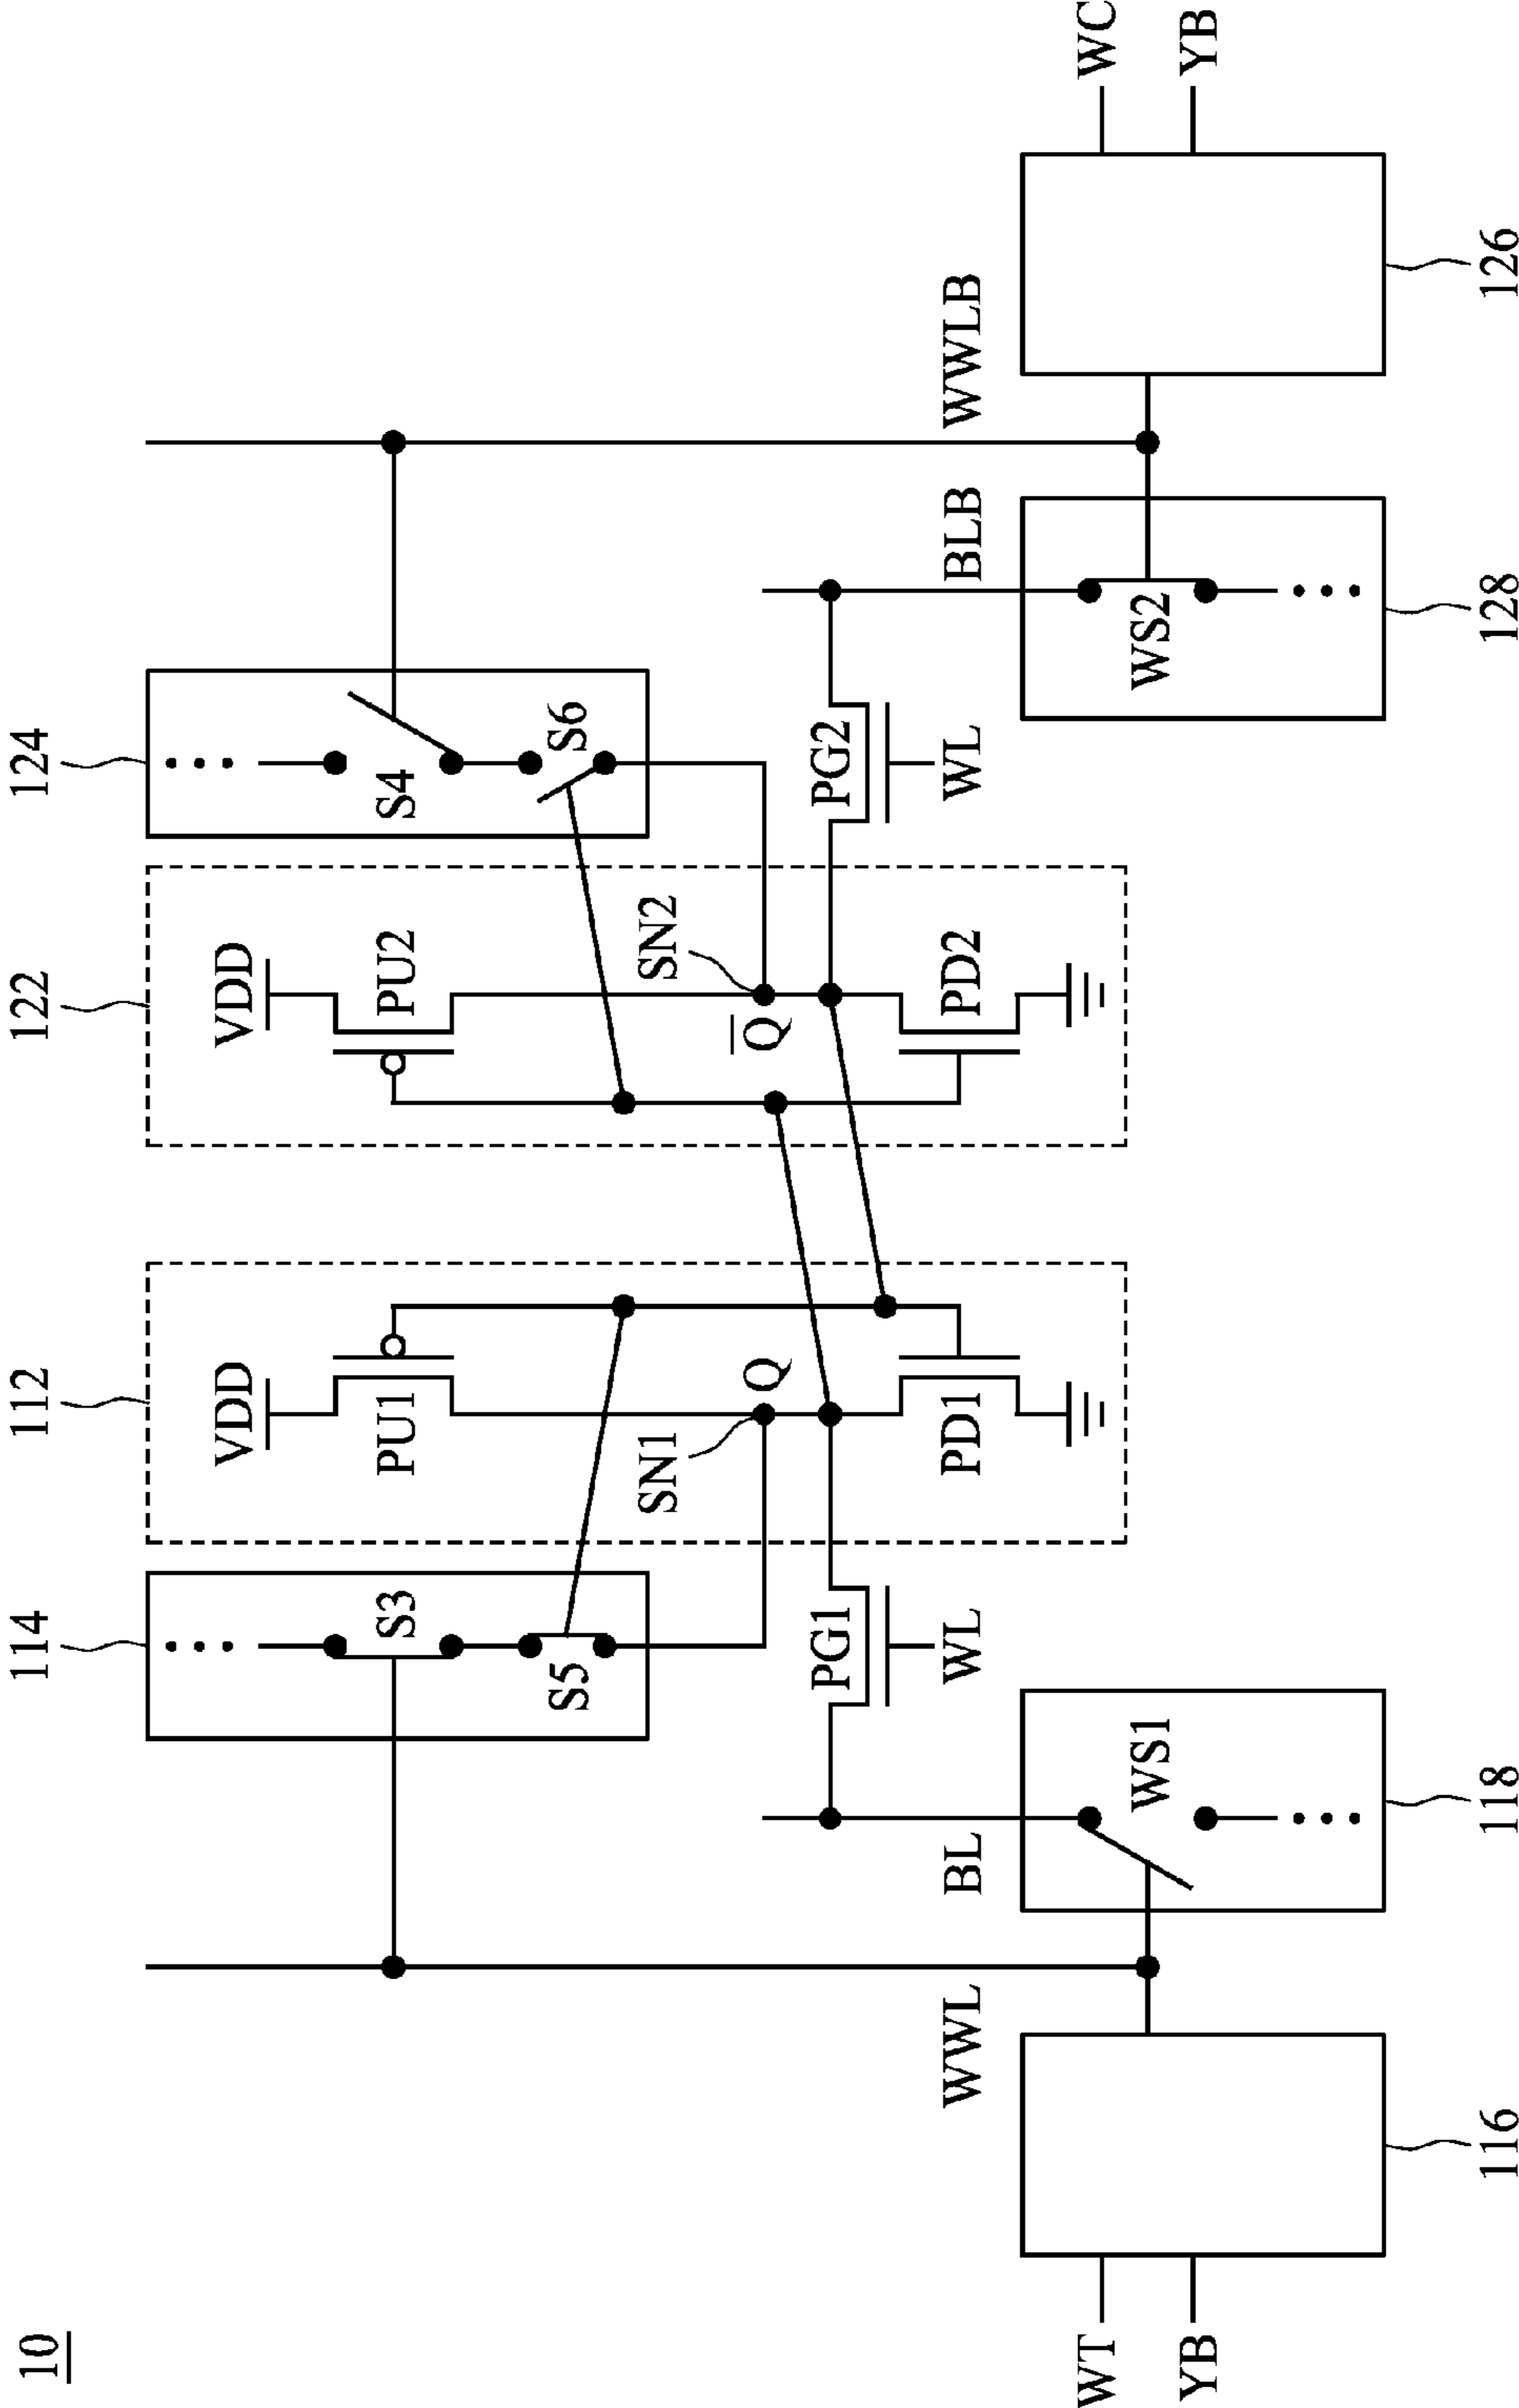 10
112
122
114
124
VDD
VDD
PU1
PU2
S3
S4
S5
S6
SN1
SN2
Q
Q̅
PG1
PG2
WL
WL
PD1
PD2
WWL
BL
BLB
WWLB
WT
YB
WS1
WS2
WC
YB
116
118
128
126